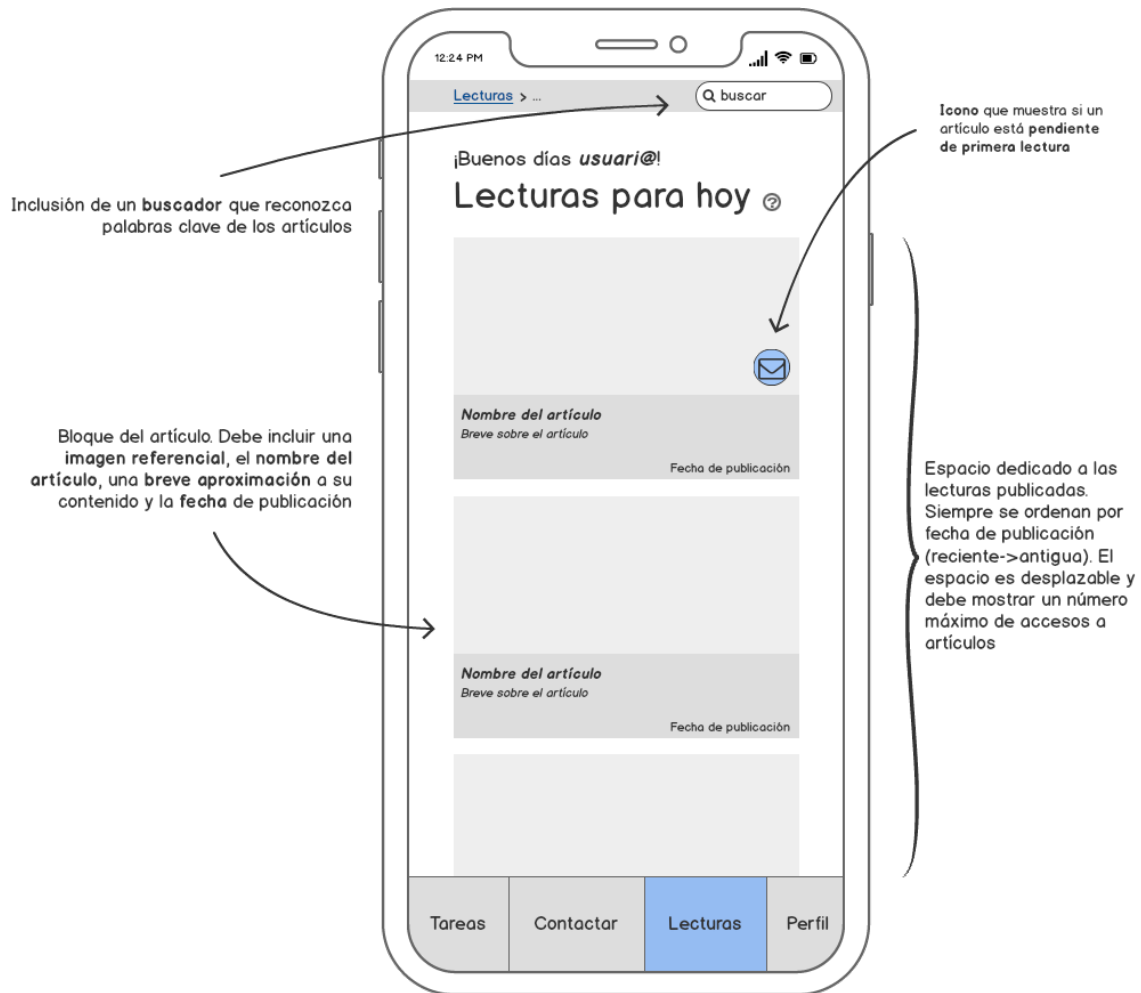 12:24 PM
Lecturas > ...
buscar
Icono que muestra si un
artículo está pendiente
de primera lectura
¡Buenos días usuari@!
Lecturas para hoy ?
Inclusión de un buscador que reconozca
palabras clave de los artículos
Nombre del artículo
Breve sobre el artículo
Fecha de publicación
Bloque del artículo. Debe incluir una
imagen referencial, el nombre del
artículo, una breve aproximación a su
contenido y la fecha de publicación
Espacio dedicado a las
lecturas publicadas.
Siempre se ordenan por
fecha de publicación
(reciente->antigua). El
espacio es desplazable y
debe mostrar un número
máximo de accesos a
artículos
Nombre del artículo
Breve sobre el artículo
Fecha de publicación
Tareas
Contactar
Lecturas
Perfil